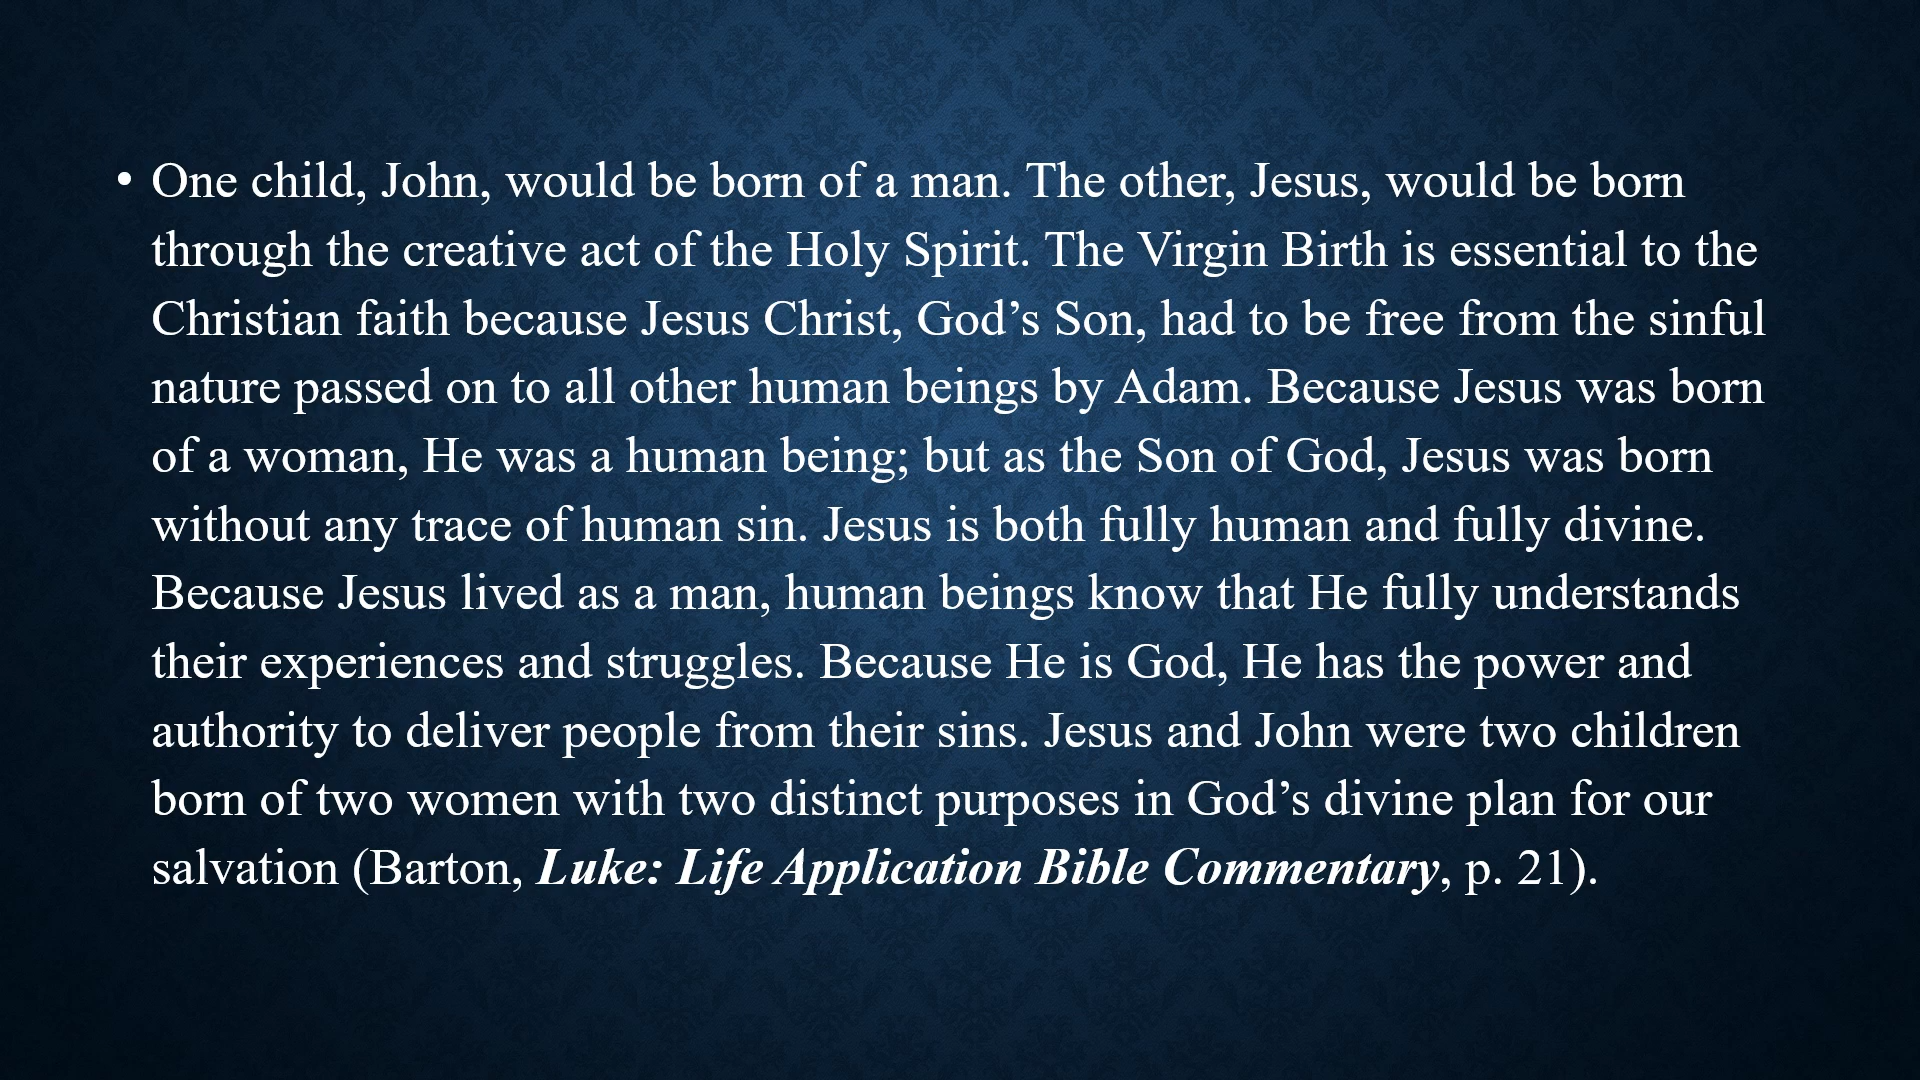 • One child, John, would be born of a man. The other, Jesus, would be born
through the creative act of the Holy Spirit. The Virgin Birth is essential to the
Christian faith because Jesus Christ, God’s Son, had to be free from the sinful
nature passed on to all other human beings by Adam. Because Jesus was born
of a woman, He was a human being; but as the Son of God, Jesus was born
without any trace of human sin. Jesus is both fully human and fully divine.
Because Jesus lived as a man, human beings know that He fully understands
their experiences and struggles. Because He is God, He has the power and
authority to deliver people from their sins. Jesus and John were two children
born of two women with two distinct purposes in God’s divine plan for our
salvation (Barton, Luke: Life Application Bible Commentary, p. 21).